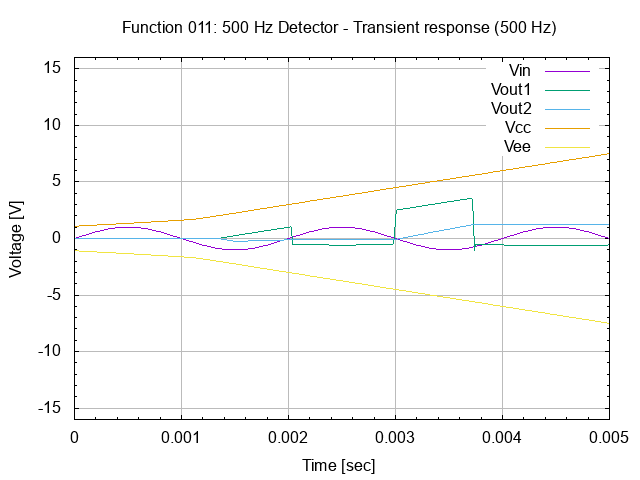 Function 011: 500 Hz Detector - Transient response (500 Hz)
Vin
Vout1
Vout2
Vcc
Vee
15
10
5
0
-5
-10
-15
Voltage [V]
0 0.001 0.002 0.003 0.004 0.005
Time [sec]